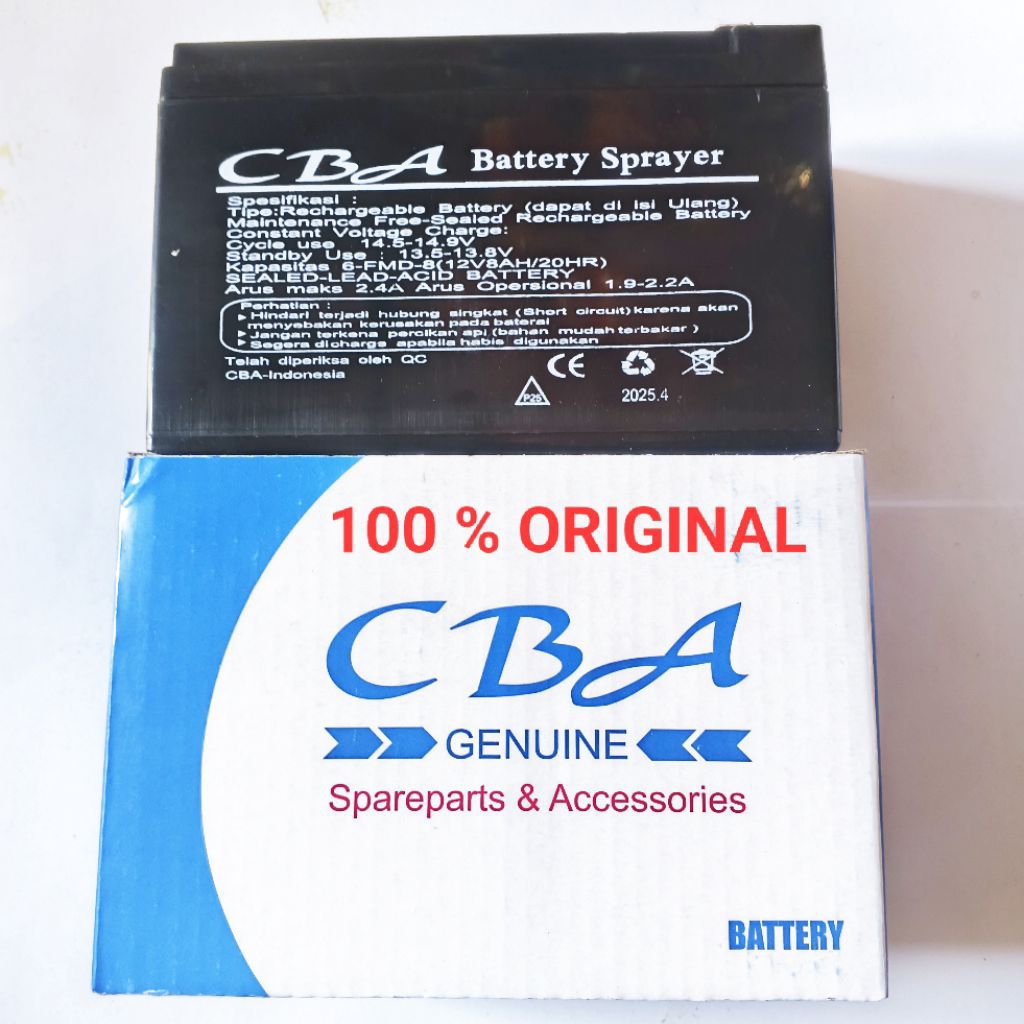 CBA Battery Sprayer
Spesifikasi :
Tipe:Rechargeable Battery (dapat di Isi Ulang)
Maintenance Free-Sealed Rechargeable Battery
Constant Voltage Charge:
Cycle use 14.5-14.9V
Standby Use : 13.5-13.8V
Kapasitas 6-FMD-8(12V8AH/20HR)
SEALED-LEAD-ACID BATTERY
Arus maks 2.4A Arus Opersional 1.9-2.2A
Perhatian :
Hindari terjadi hubung singkat (Short circuit) karena akan
menyebabkan kerusakan pada baterai
Jangan terkena percikan api (bahan mudah terbakar )
Segera dicharge apabila habis digunakan
Telah diperiksa oleh QC
CBA-Indonesia
CE
P25
2025.4
100 % ORIGINAL
CBA
GENUINE
Spareparts & Accessories
BATTERY